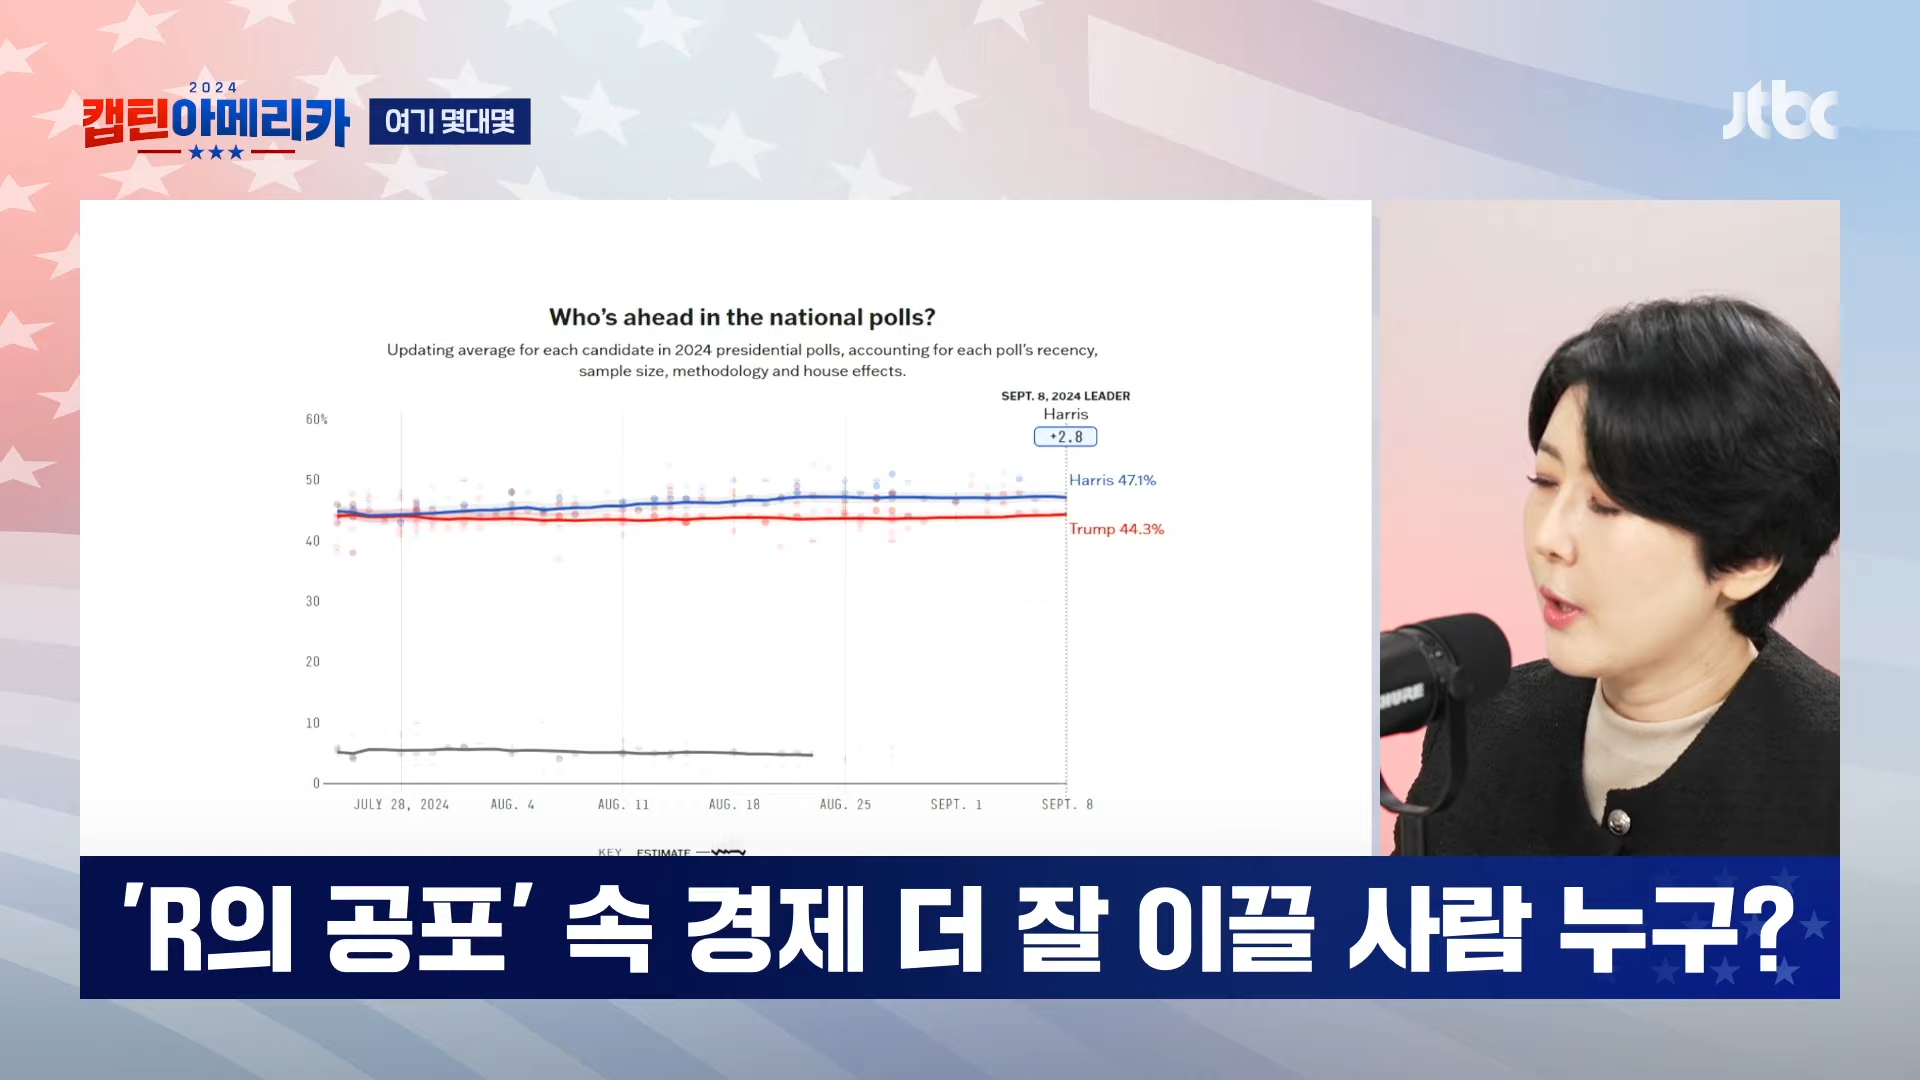 2024
캡틴아메리카
여기 몇대몇
jtbc
Who's ahead in the national polls?
Updating average for each candidate in 2024 presidential polls, accounting for each poll's recency,
sample size, methodology and house effects.
SEPT. 8, 2024 LEADER
Harris
+2.8
60%
50
40
30
20
10
0
Harris 47.1%
Trump 44.3%
JULY 28, 2024 AUG. 4 AUG. 11 AUG. 18 AUG. 25 SEPT. 1 SEPT. 8
KEY ESTIMATE
SHURE
'R의 공포' 속 경제 더 잘 이끌 사람 누구?